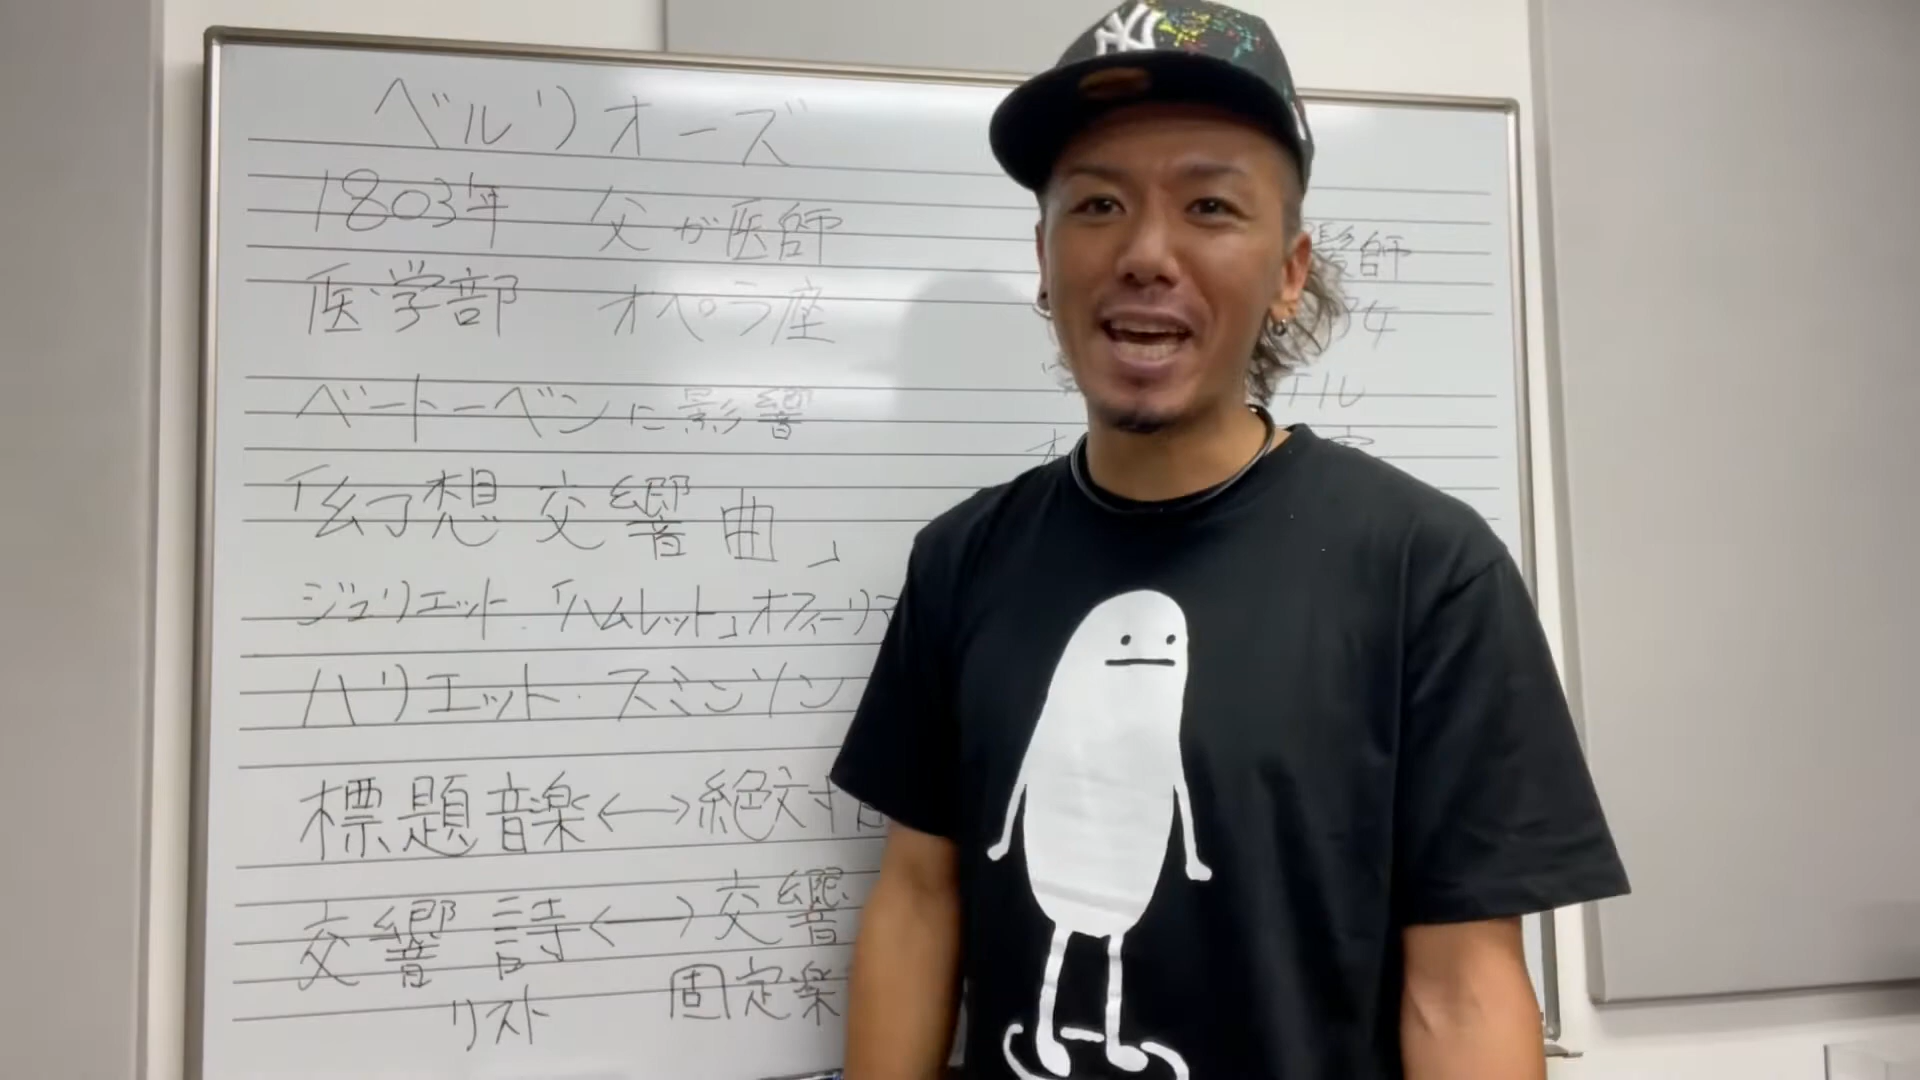 ベルリオーズ
1803年 父が医師
髪師
医学部 オペラ座
ベートーベンに影響
「幻想交響曲」
ジュリエット「ハムレット」オフィーリア
ハリエット・スミンソン
標題音楽⟷絶対
交響詩⟷交響
リスト 固定楽
NY